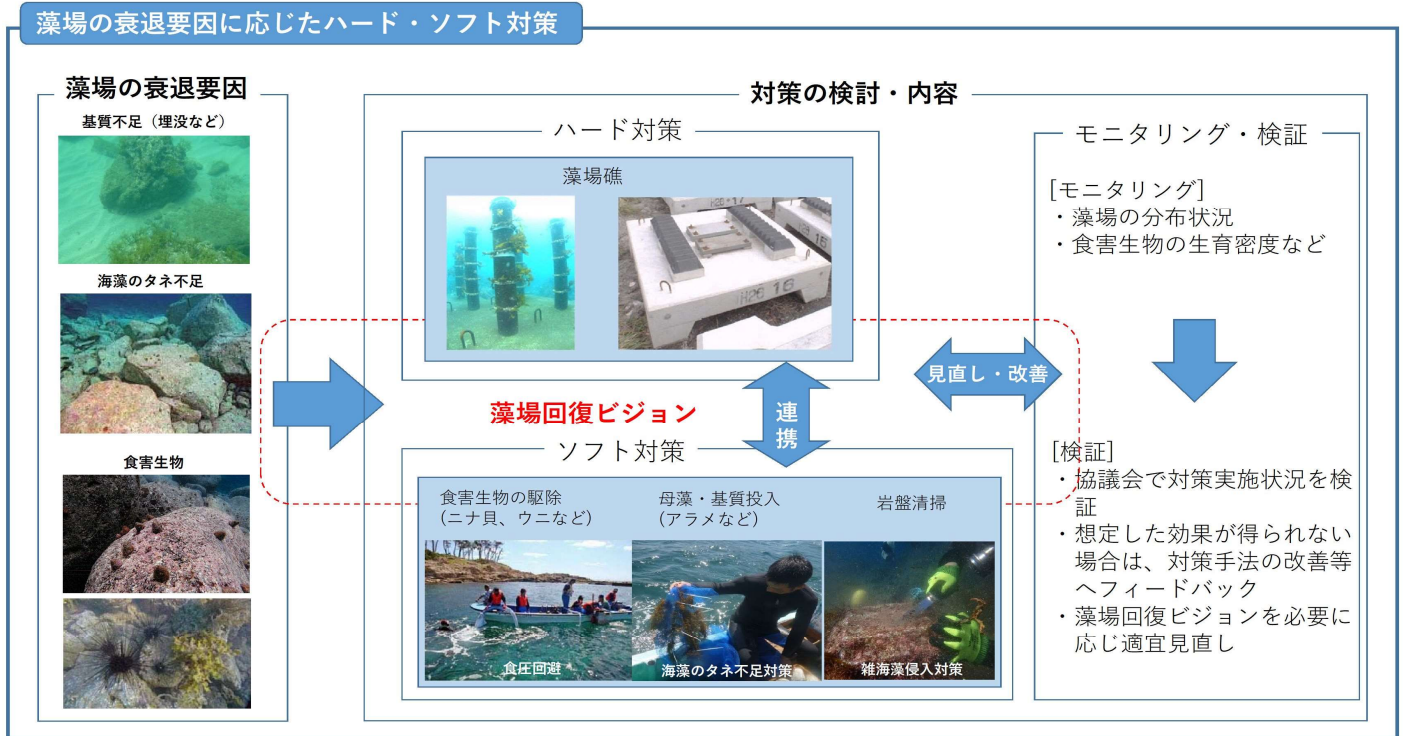 藻場の衰退要因に応じたハード・ソフト対策
藻場の衰退要因
基質不足（埋没など）
海藻のタネ不足
食害生物
対策の検討・内容
ハード対策
藻場礁
H26 16
16
藻場回復ビジョン
連携
見直し・改善
ソフト対策
食害生物の駆除
(ニナ貝、ウニなど)
食圧回避
母藻・基質投入
(アラメなど)
海藻のタネ不足対策
岩盤清掃
雑海藻侵入対策
モニタリング・検証
[モニタリング]
・藻場の分布状況
・食害生物の生育密度など
[検証]
・協議会で対策実施状況を検
証
・想定した効果が得られない
場合は、対策手法の改善等
へフィードバック
・藻場回復ビジョンを必要に
応じ適宜見直し